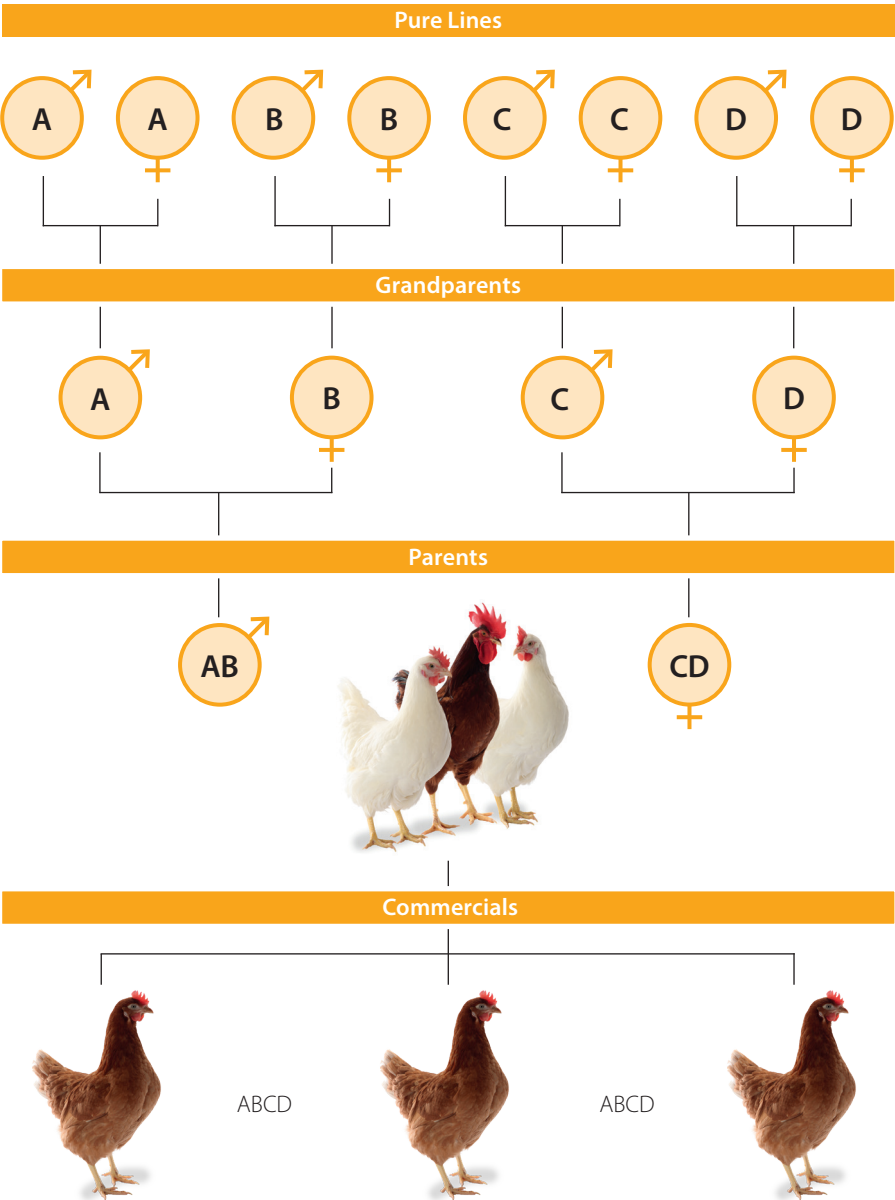 Pure Lines
A A B B C C D D
Grandparents
A B C D
Parents
AB CD
Commercials
ABCD ABCD